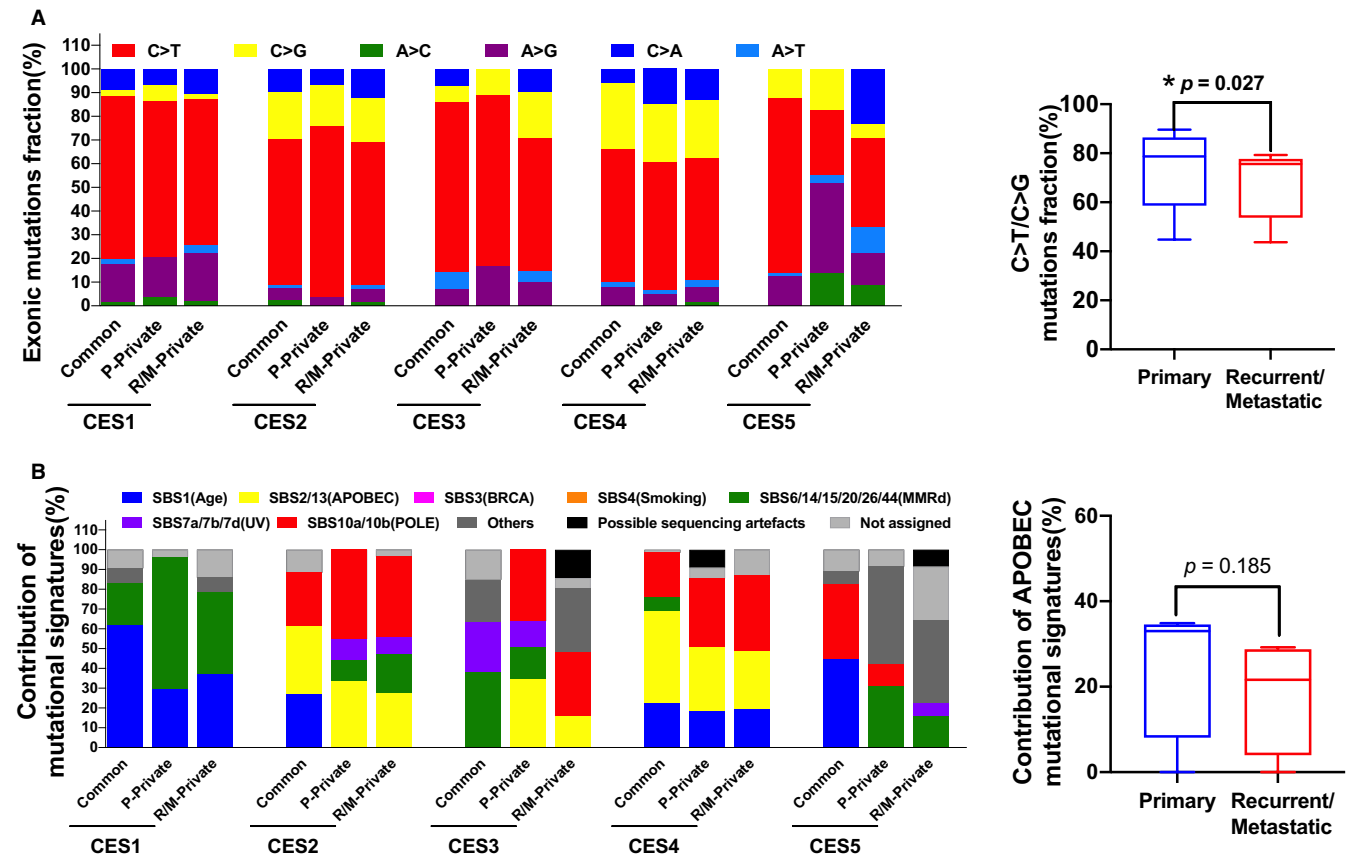 A
C>T C>G A>C A>G C>A A>T
Exonic mutations fraction(%)
110
100
90
80
70
60
50
40
30
20
10
0
Common P-Private R/M-Private
Common P-Private R/M-Private
Common P-Private R/M-Private
Common P-Private R/M-Private
Common P-Private R/M-Private
CES1 CES2 CES3 CES4 CES5
* p = 0.027
C>T/C>G
mutations fraction(%)
100
80
60
40
20
0
Primary Recurrent/
Metastatic
B
SBS1(Age) SBS2/13(APOBEC) SBS3(BRCA) SBS4(Smoking) SBS6/14/15/20/26/44(MMRd)
SBS7a/7b/7d(UV) SBS10a/10b(POLE) Others Possible sequencing artefacts Not assigned
Contribution of
mutational signatures(%)
110
100
90
80
70
60
50
40
30
20
10
0
Common P-Private R/M-Private
Common P-Private R/M-Private
Common P-Private R/M-Private
Common P-Private R/M-Private
Common P-Private R/M-Private
CES1 CES2 CES3 CES4 CES5
p = 0.185
Contribution of APOBEC
mutational signatures(%)
60
40
20
0
Primary Recurrent/
Metastatic